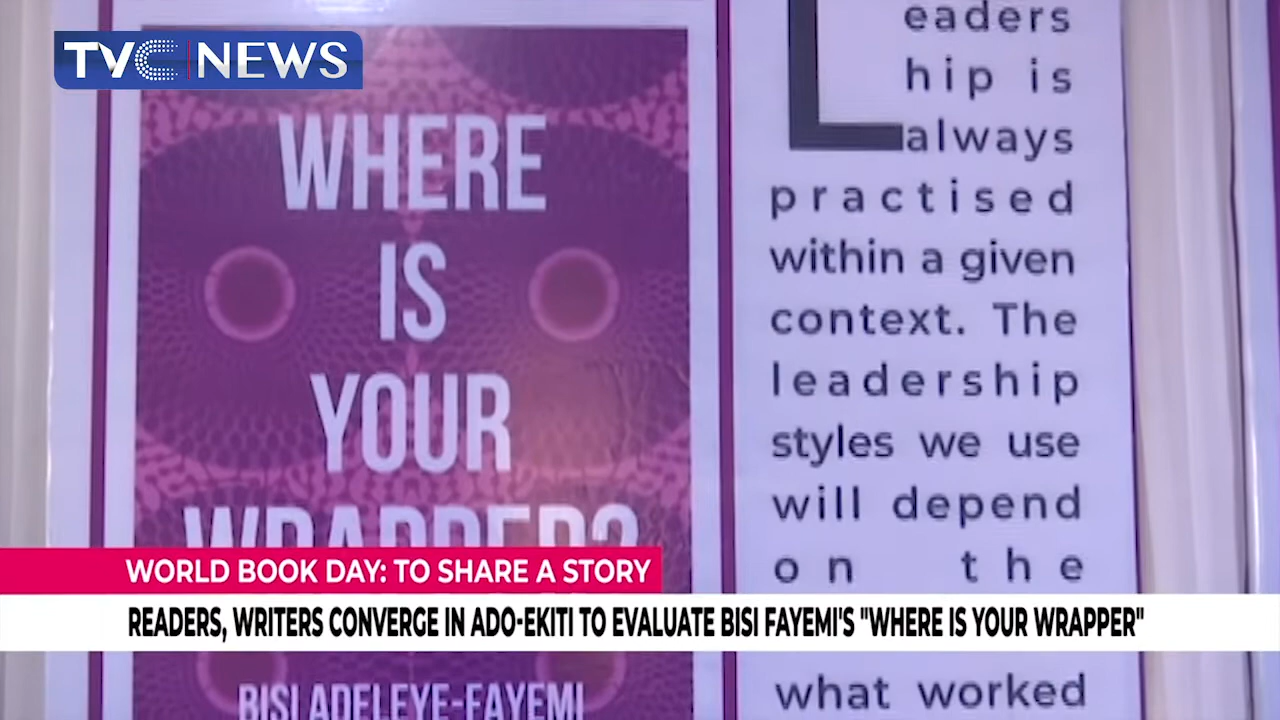 TVC NEWS
WHERE
IS
YOUR
WRAPPER?
BISI ADELEYE-FAYEMI
Leaders
hip is
always
practised
within a given
context. The
leadership
styles we use
will depend
on the
what worked
WORLD BOOK DAY: TO SHARE A STORY
READERS, WRITERS CONVERGE IN ADO-EKITI TO EVALUATE BISI FAYEMI'S "WHERE IS YOUR WRAPPER"